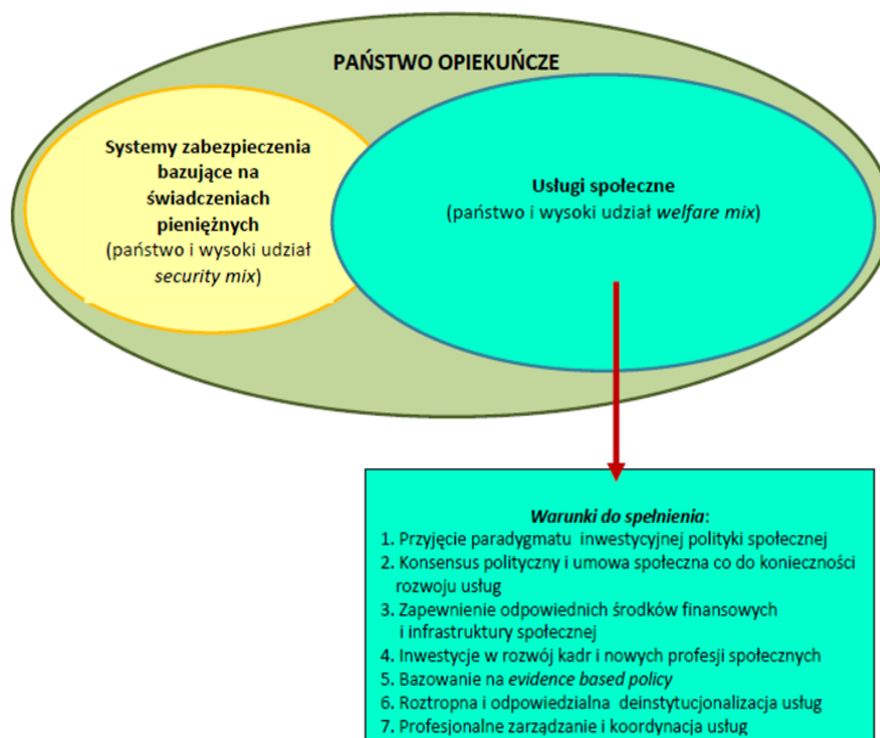 PAŃSTWO OPIEKUŃCZE
Systemy zabezpieczenia
bazujące na
świadczeniach
pieniężnych
(państwo i wysoki udział
security mix)
Usługi społeczne
(państwo i wysoki udział welfare mix)
Warunki do spełnienia:
1. Przyjęcie paradygmatu inwestycyjnej polityki społecznej
2. Konsensus polityczny i umowa społeczna co do konieczności
rozwoju usług
3. Zapewnienie odpowiednich środków finansowych
i infrastruktury społecznej
4. Inwestycje w rozwój kadr i nowych profesji społecznych
5. Bazowanie na evidence based policy
6. Roztropna i odpowiedzialna deinstytucjonalizacja usług
7. Profesjonalne zarządzanie i koordynacja usług